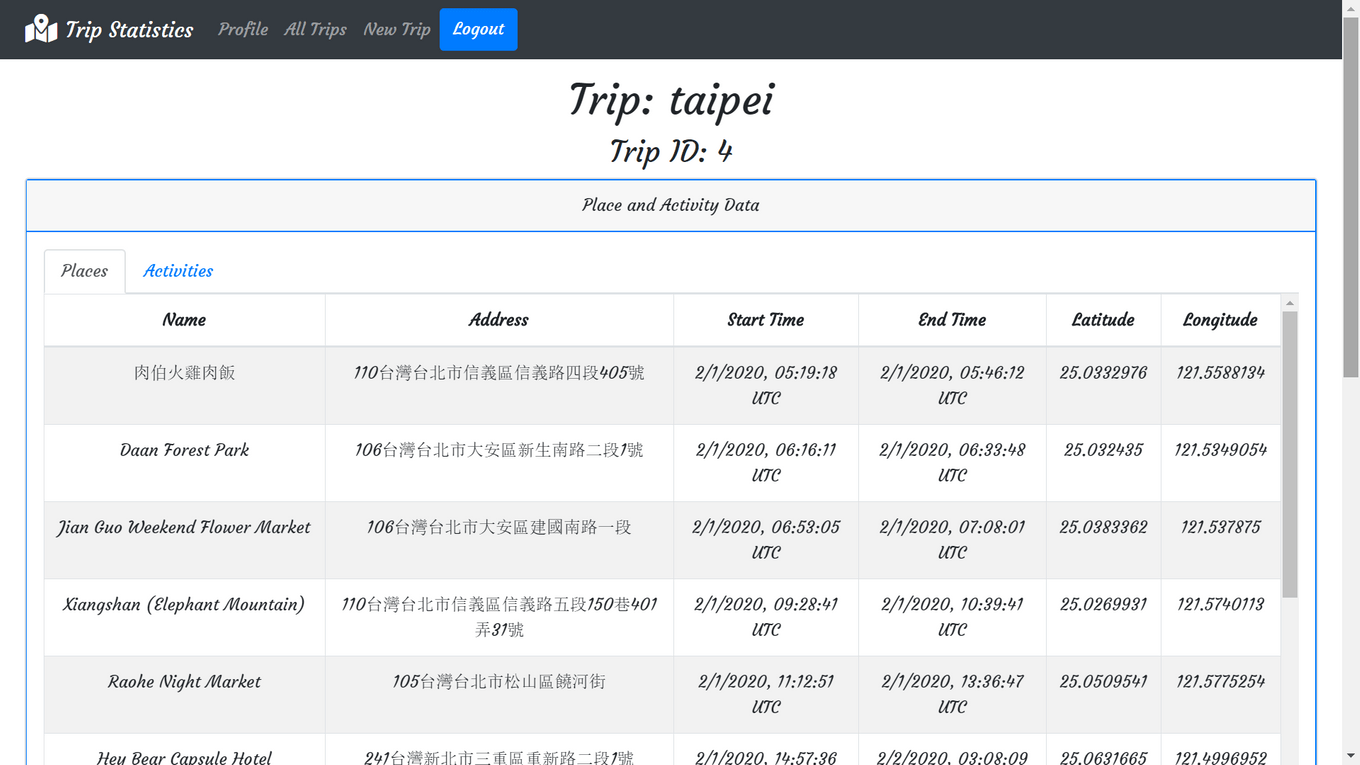 Trip Statistics Profile All Trips New Trip Logout
Trip: taipei
Trip ID: 4
Place and Activity Data
Places Activities
Name Address Start Time End Time Latitude Longitude
肉伯火雞肉飯 110台灣台北市信義區信義路四段405號 2/1/2020, 05:19:18 UTC 2/1/2020, 05:46:12 UTC 25.0332976 121.5588134
Daan Forest Park 106台灣台北市大安區新生南路二段1號 2/1/2020, 06:16:11 UTC 2/1/2020, 06:33:48 UTC 25.032435 121.5349054
Jian Guo Weekend Flower Market 106台灣台北市大安區建國南路一段 2/1/2020, 06:53:05 UTC 2/1/2020, 07:08:01 UTC 25.0383362 121.537875
Xiangshan (Elephant Mountain) 110台灣台北市信義區信義路五段150巷401弄31號 2/1/2020, 09:28:41 UTC 2/1/2020, 10:39:41 UTC 25.0269931 121.5740113
Raohe Night Market 105台灣台北市松山區饒河街 2/1/2020, 11:12:51 UTC 2/1/2020, 13:36:47 UTC 25.0509541 121.5775254
Hey Bear Capsule Hotel 241台灣新北市三重區重新路二段1號 2/1/2020, 14:57:36 2/2/2020, 03:08:09 25.0631665 121.4996952